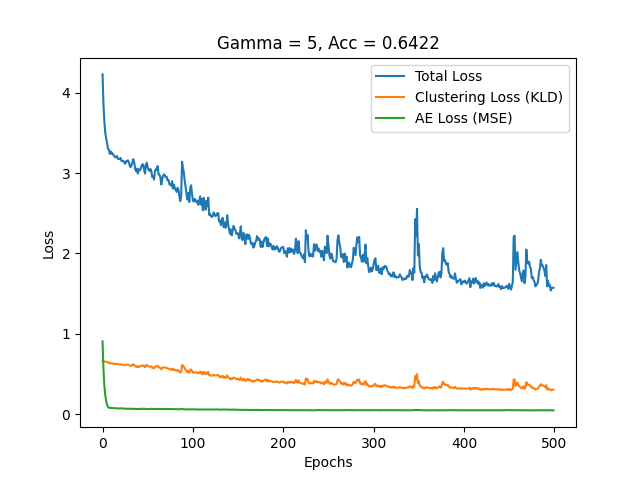 Gamma = 5, Acc = 0.6422
Total Loss
Clustering Loss (KLD)
AE Loss (MSE)
Loss
4
3
2
1
0
0 100 200 300 400 500
Epochs